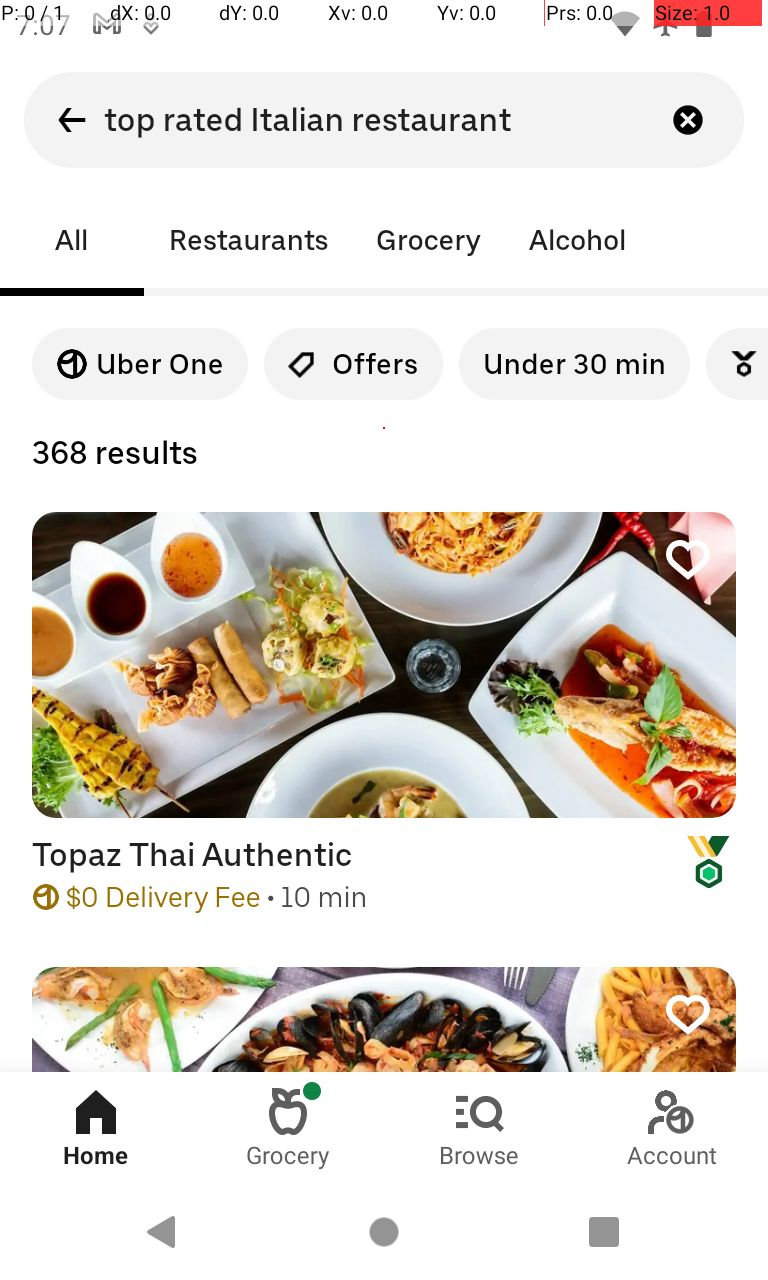 P: 0 / 1 dX: 0.0 dY: 0.0 Xv: 0.0 Yv: 0.0 Prs: 0.0 Size: 1.0
7:07
top rated Italian restaurant
All Restaurants Grocery Alcohol
Uber One Offers Under 30 min
368 results
Topaz Thai Authentic
$0 Delivery Fee • 10 min
Home Grocery Browse Account